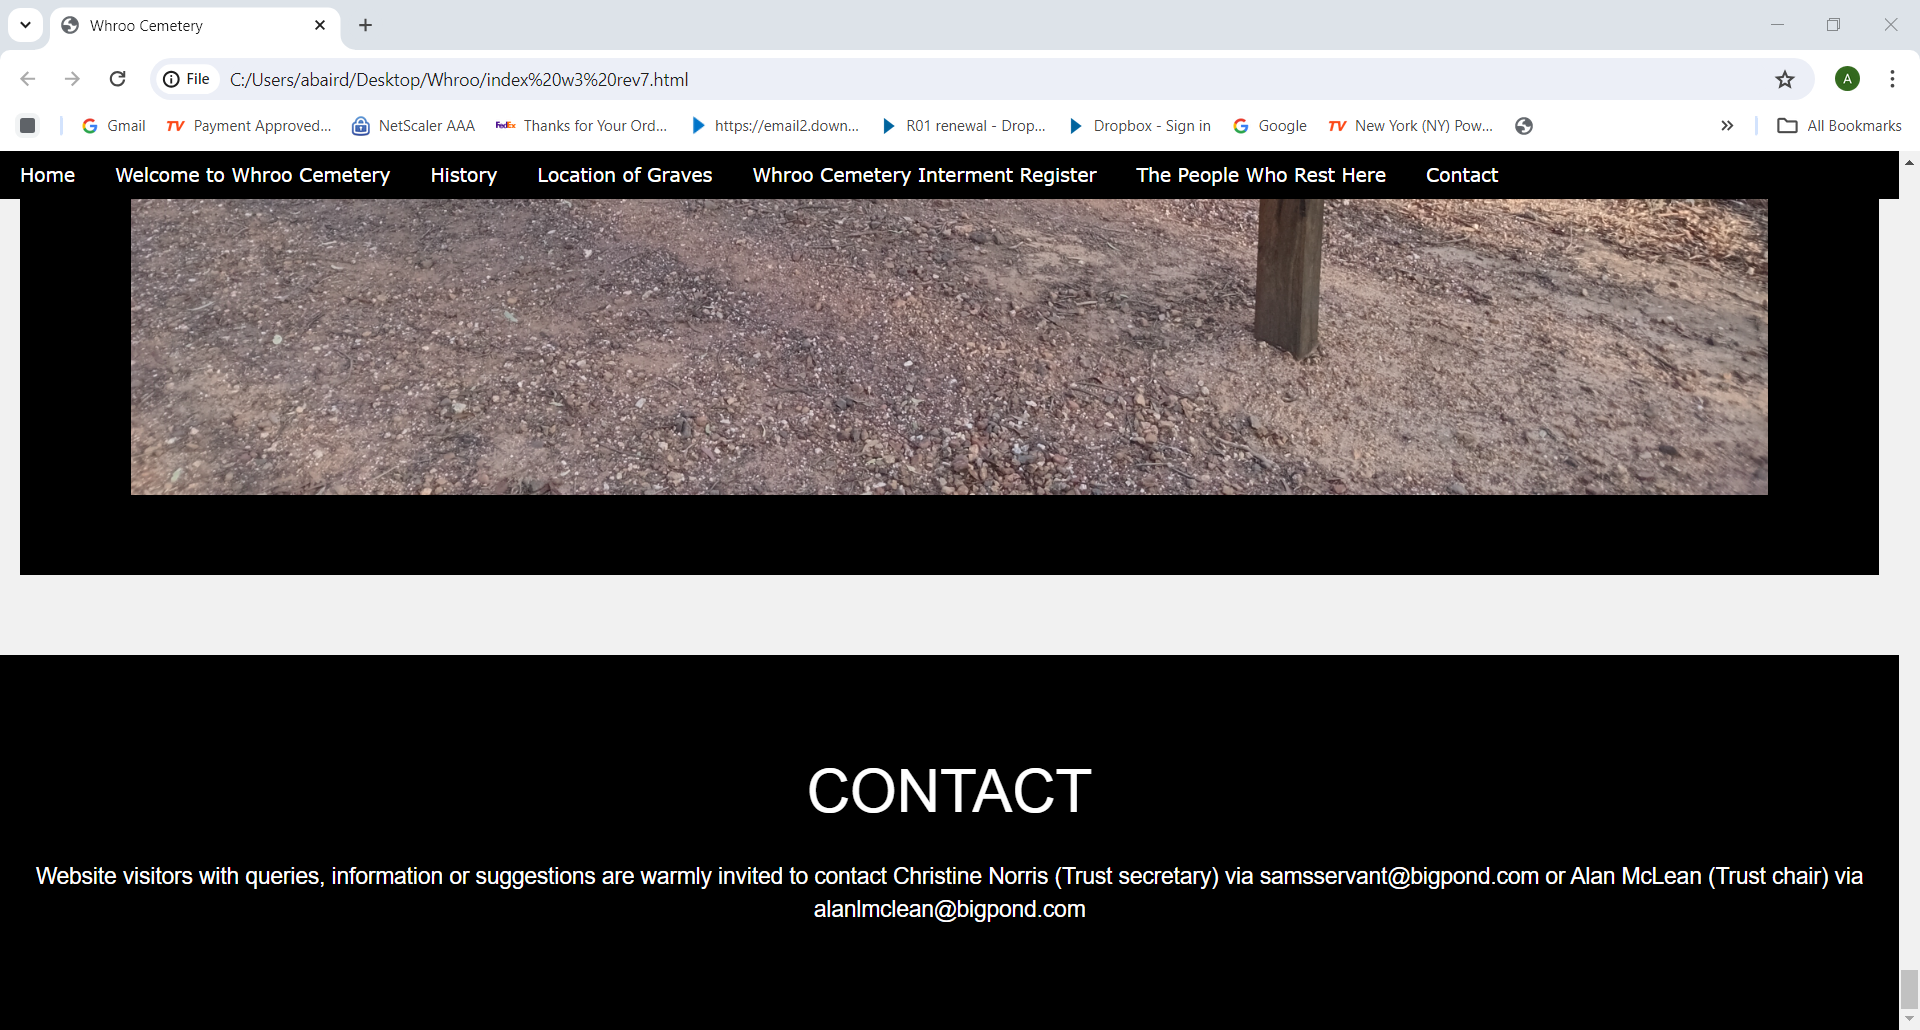 Whroo Cemetery
File C:/Users/abaird/Desktop/Whroo/index%20w3%20rev7.html A
Gmail TV Payment Approved... NetScaler AAA FedEx Thanks for Your Ord... https://email2.down... R01 renewal - Drop... Dropbox - Sign in Google TV New York (NY) Pow... All Bookmarks
Home Welcome to Whroo Cemetery History Location of Graves Whroo Cemetery Interment Register The People Who Rest Here Contact
CONTACT
Website visitors with queries, information or suggestions are warmly invited to contact Christine Norris (Trust secretary) via samsservant@bigpond.com or Alan McLean (Trust chair) via
alanlmclean@bigpond.com